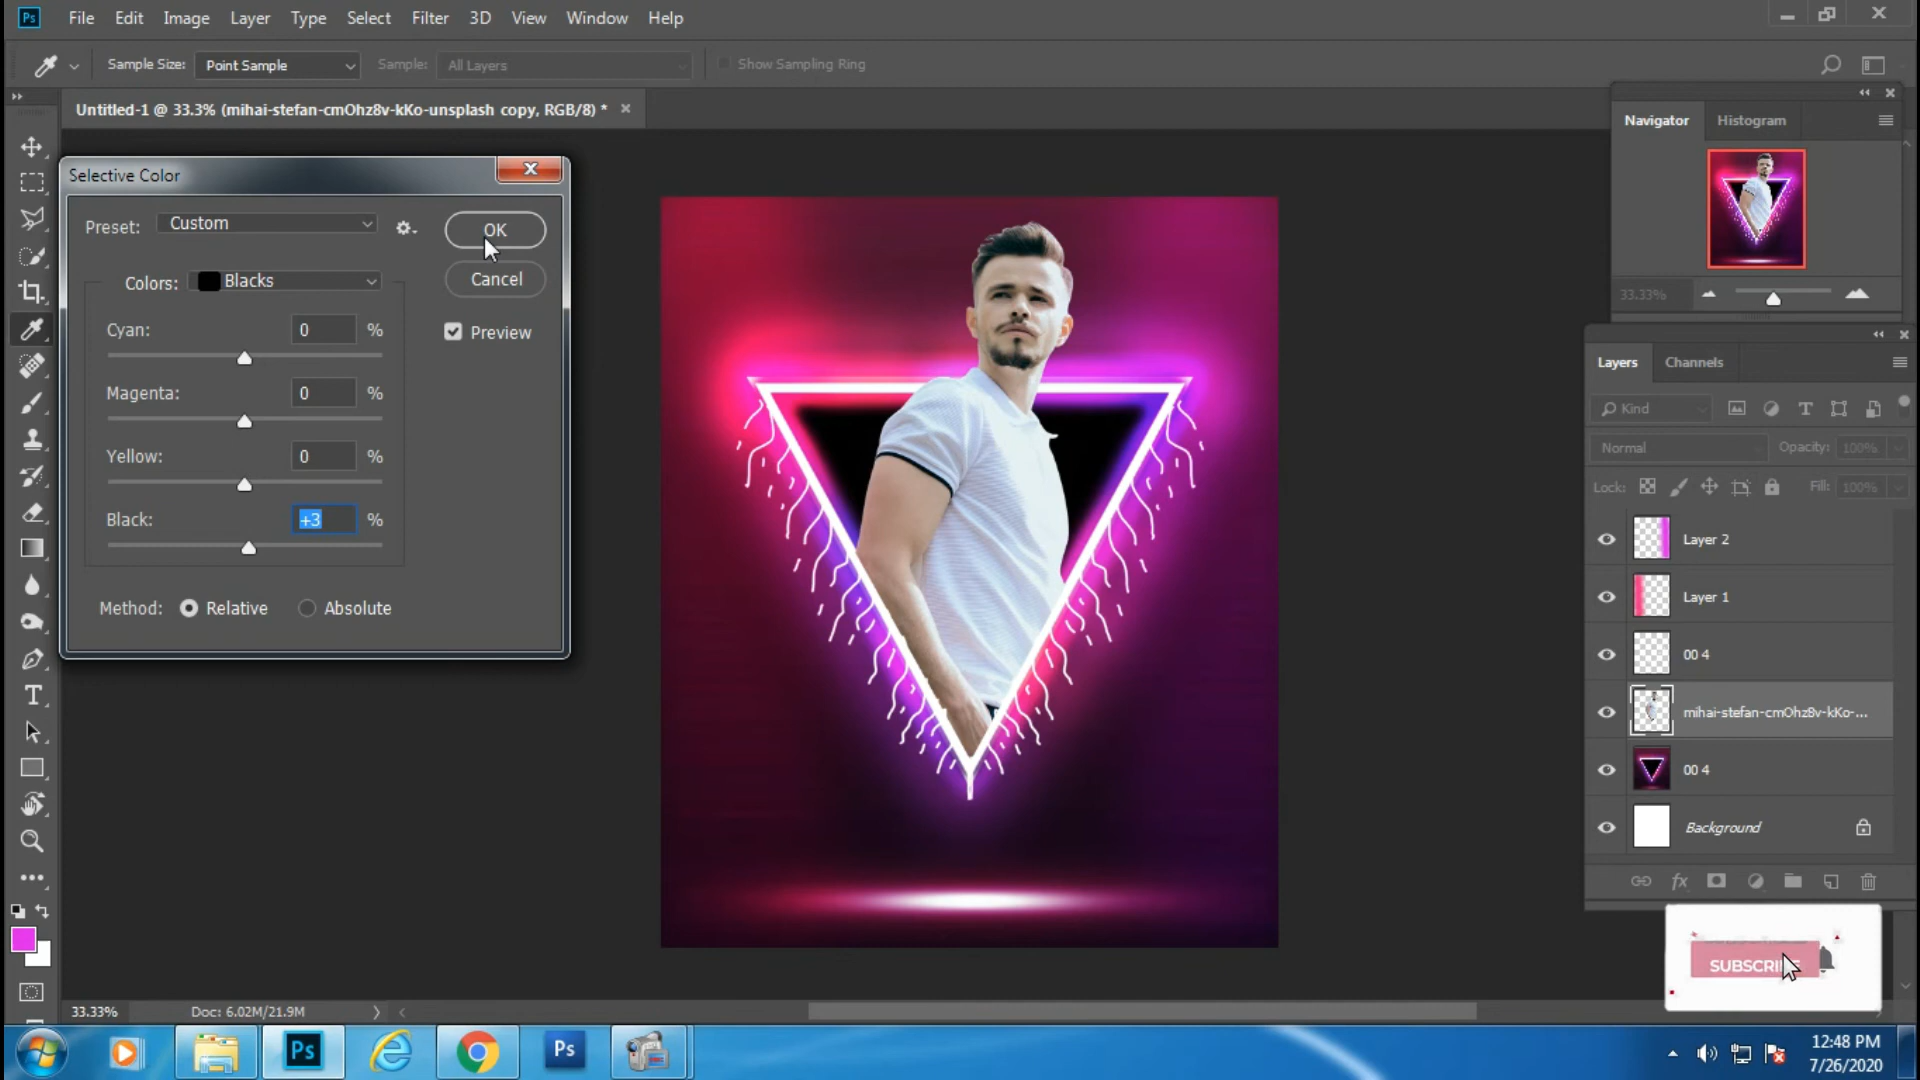 Ps File Edit Image Layer Type Select Filter 3D View Window Help
Sample Size: Point Sample Sample: All Layers Show Sampling Ring
Untitled-1 @ 33.3% (mihai-stefan-cmOhz8v-kKo-unsplash copy, RGB/8) *
Selective Color
Preset: Custom
OK
Colors: Blacks
Cancel
Cyan: 0 %
Preview
Magenta: 0 %
Yellow: 0 %
Black: +3 %
Method: Relative Absolute
Navigator Histogram
33.33%
Layers Channels
Kind
Normal Opacity: 100%
Lock: Fill: 100%
Layer 2
Layer 1
00 4
mihai-stefan-cmOhz8v-kKo-...
00 4
Background
fx
SUBSCRIBE
33.33% Doc: 6.02M/21.9M
Ps
Ps
12:48 PM
7/26/2020